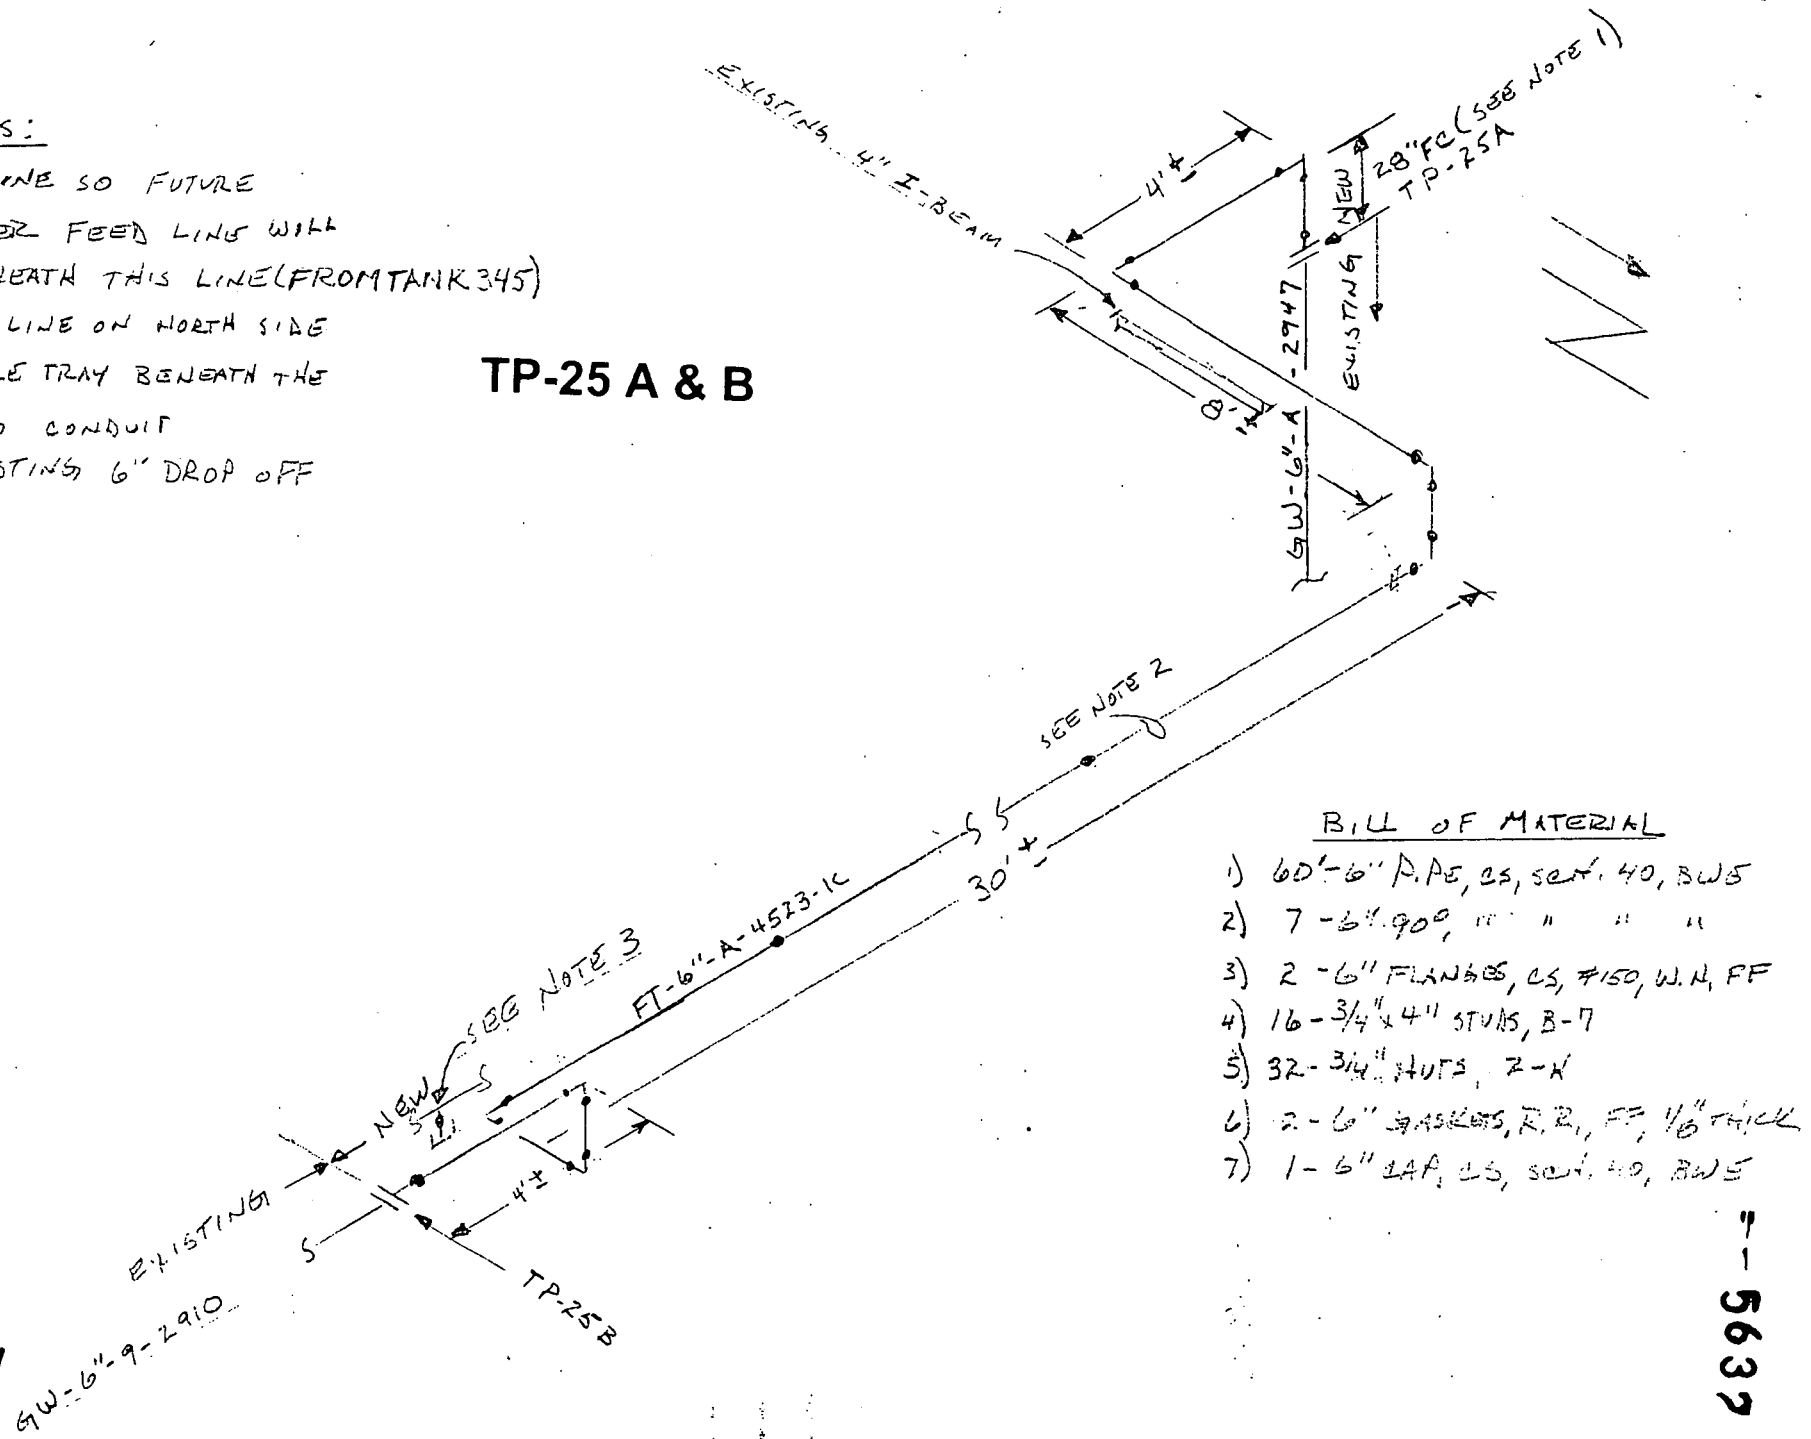 S:
INE SO FUTURE
ER FEED LINE WILL
NEATH THIS LINE (FROM TANK 345)
LINE ON NORTH SIDE
LE TRAY BENEATH THE
CONDUIT
STING 6" DROP OFF
TP-25 A & B
EXISTING 4" I-BEAM
4'±
8'±
NEW
EXISTING
28"FC (SEE NOTE 1)
TP-25A
GW-6"-A-2947
SEE NOTE 2
30'±
FT-6"-A-4523-K
SEE NOTE 3
NEW
EXISTING
4'±
TP-25B
GW-6"-9-2910
BILL OF MATERIAL
1) 60'-6" PIPE, CS, SCH. 40, BWE
2) 7-6" 90°, " " " "
3) 2-6" FLANGES, CS, #150, W.N, FF
4) 16-3/4"x4" STUDS, B-7
5) 32-3/4" NUTS, 2-H
6) 2-6" GASKETS, R.R., FF, 1/8" THICK
7) 1-6" CAP, CS, SCH. 40, BWE
5637